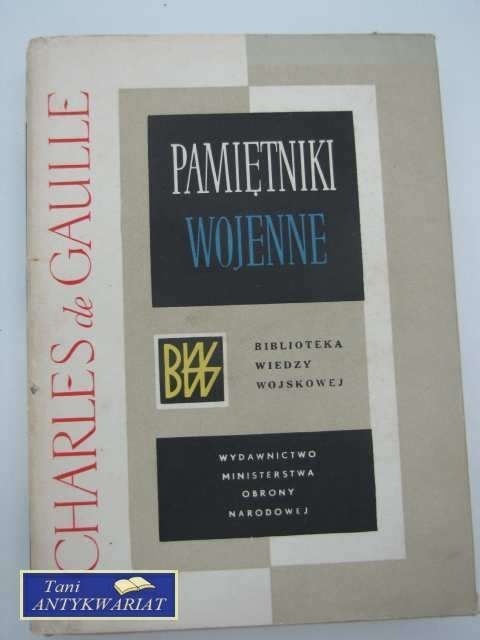 CHARLES de GAULLE
PAMIĘTNIKI
WOJENNE
BWW
BIBLIOTEKA
WIEDZY
WOJSKOWEJ
WYDAWNICTWO
MINISTERSTWA
OBRONY
NARODOWEJ
Tani
ANTYKWARIAT